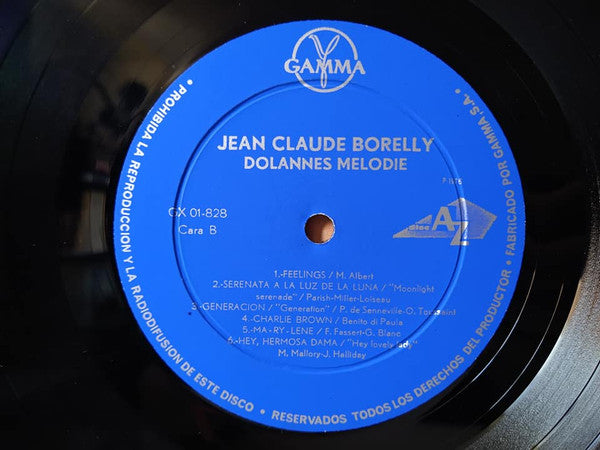 GAMMA
JEAN CLAUDE BORELLY
DOLANNES MELODIE
P-1976
GX 01-828
Cara B
disc AZ
1.-FEELINGS / M. Albert
2.-SERENATA A LA LUZ DE LA LUNA / "Moonlight
serenade" / Parish-Miller-Loiseau
3.-GENERACION / "Generation" / P. de Senneville-O. Toussaint
4.-CHARLIE BROWN / Benito di Paula
5.-MA-RY-LENE / F. Fassert-G. Blanc
6.-HEY, HERMOSA DAMA / "Hey lovely lady"
M. Mallory-J. Halliday
• PROHIBIDA LA REPRODUCCION Y LA RADIODIFUSION DE ESTE DISCO • RESERVADOS TODOS LOS DERECHOS DEL PRODUCTOR • FABRICADO POR GAMMA S.A. •